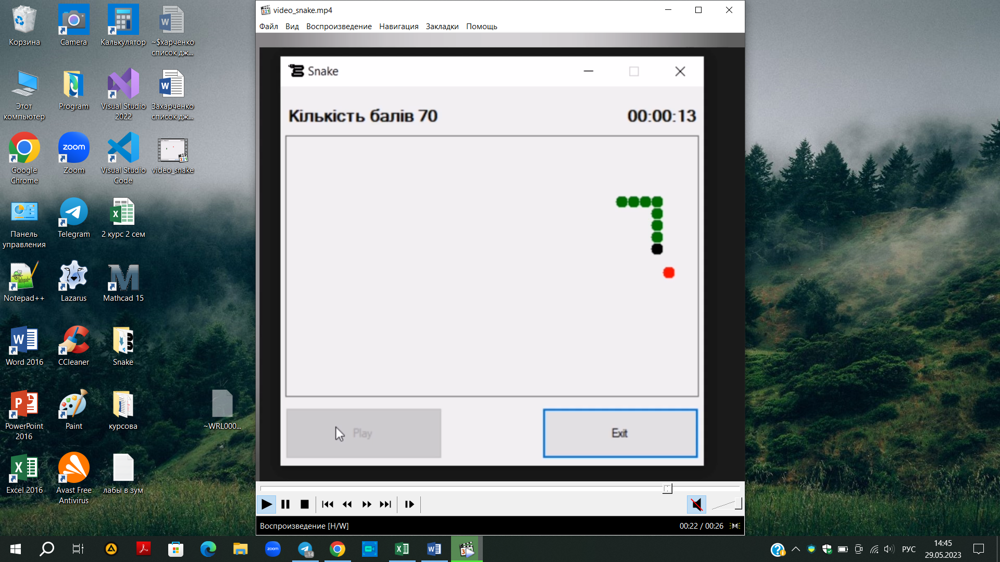 Корзина
Camera
Калькулятор
~$харченко
список дж...
Этот
компьютер
Program
Visual Studio
2022
Захарченко
список дж...
Google
Chrome
zoom
Zoom
Visual Studio
Code
video_snake
Панель
управления
Telegram
2 курс 2 сем
Notepad++
Lazarus
Mathcad 15
Word 2016
CCleaner
Snake
PowerPoint
2016
Paint
курсова
~WRL000...
Excel 2016
Avast Free
Antivirus
лабы в зум
video_snake.mp4
Файл Вид Воспроизведение Навигация Закладки Помощь
Snake
Кількість балів 70
00:00:13
Play
Exit
Воспроизведение [H/W]
00:22 / 00:26
zoom
..14
РУС
14:45
29.05.2023